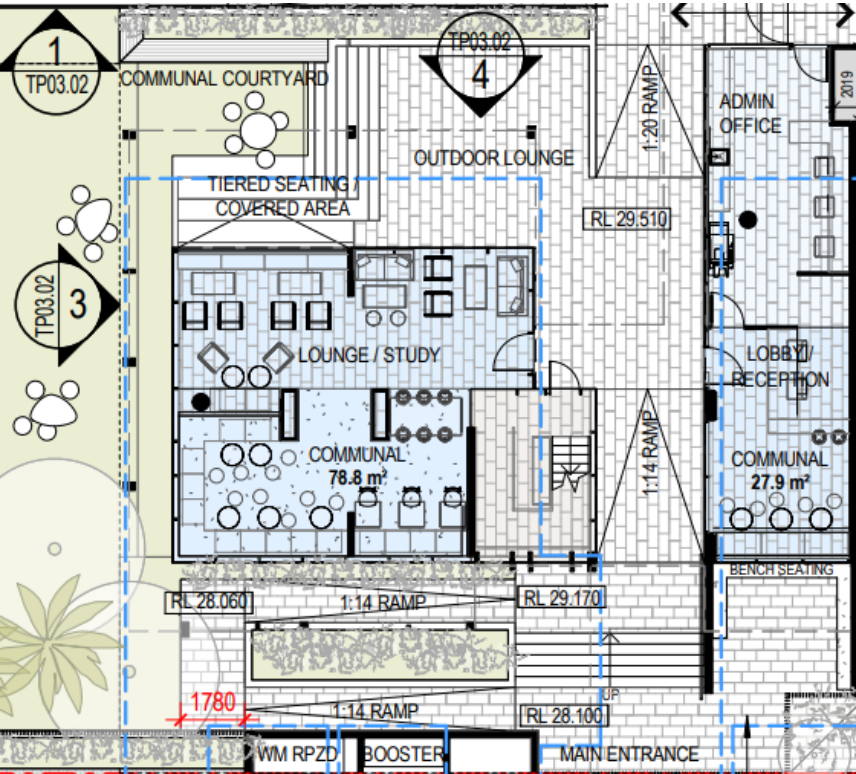 1
TP03.02
COMMUNAL COURTYARD
TP03.02
4
1:20 RAMP
ADMIN
OFFICE
2019
OUTDOOR LOUNGE
TIERED SEATING /
COVERED AREA
RL 29.510
TP03.02
3
LOUNGE / STUDY
LOBBY /
RECEPTION
COMMUNAL
78.8 m²
1:14 RAMP
COMMUNAL
27.9 m²
BENCH SEATING
RL 28.060
1:14 RAMP
RL 29.170
UP
1780
1:14 RAMP
RL 28.100
WM RPZD
BOOSTER
MAIN ENTRANCE